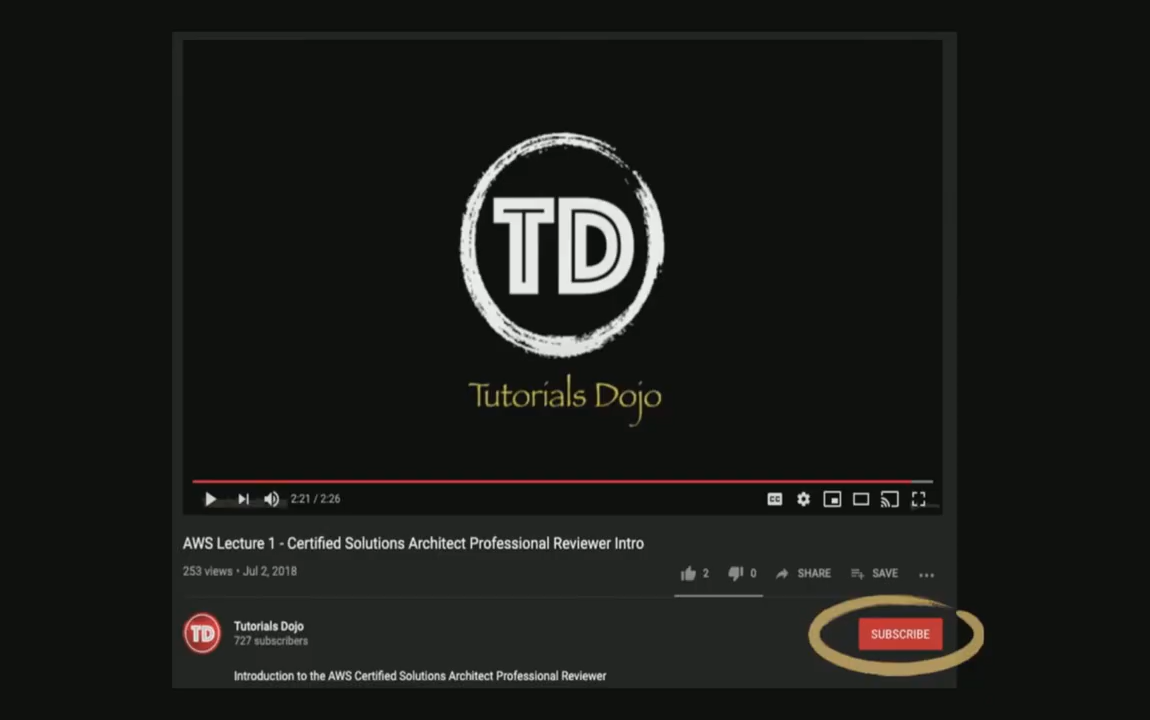 TD
Tutorials Dojo
2:21 / 2:26
CC
AWS Lecture 1 - Certified Solutions Architect Professional Reviewer Intro
253 views • Jul 2, 2018
2
0
SHARE
SAVE
TD
Tutorials Dojo
727 subscribers
SUBSCRIBE
Introduction to the AWS Certified Solutions Architect Professional Reviewer